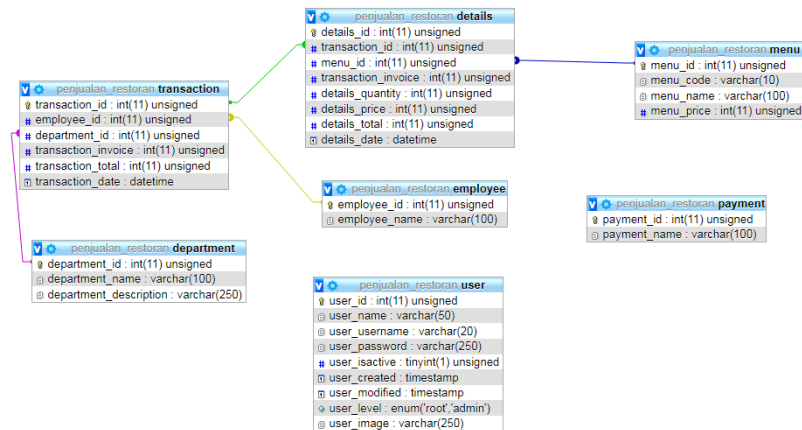 penjualan_restoran details
details_id : int(11) unsigned
transaction_id : int(11) unsigned
menu_id : int(11) unsigned
transaction_invoice : int(11) unsigned
details_quantity : int(11) unsigned
details_price : int(11) unsigned
details_total : int(11) unsigned
details_date : datetime
penjualan_restoran menu
menu_id : int(11) unsigned
menu_code : varchar(10)
menu_name : varchar(100)
menu_price : int(11) unsigned
penjualan_restoran transaction
transaction_id : int(11) unsigned
employee_id : int(11) unsigned
department_id : int(11) unsigned
transaction_invoice : int(11) unsigned
transaction_total : int(11) unsigned
transaction_date : datetime
penjualan_restoran employee
employee_id : int(11) unsigned
employee_name : varchar(100)
penjualan_restoran payment
payment_id : int(11) unsigned
payment_name : varchar(100)
penjualan_restoran department
department_id : int(11) unsigned
department_name : varchar(100)
department_description : varchar(250)
penjualan_restoran user
user_id : int(11) unsigned
user_name : varchar(50)
user_username : varchar(20)
user_password : varchar(250)
user_isactive : tinyint(1) unsigned
user_created : timestamp
user_modified : timestamp
user_level : enum('root','admin')
user_image : varchar(250)